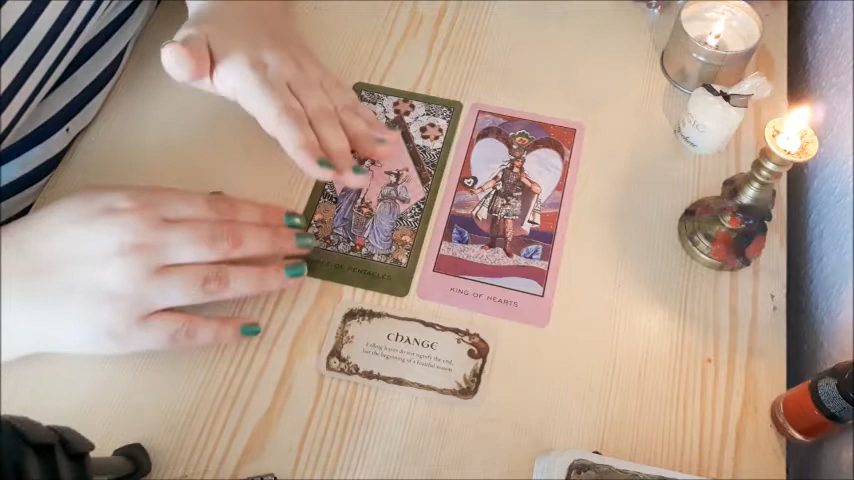 OF PENTACLES
KING OF HEARTS
CHANGE
Falling leaves do not signify the end,
but the beginning of a fruitful season